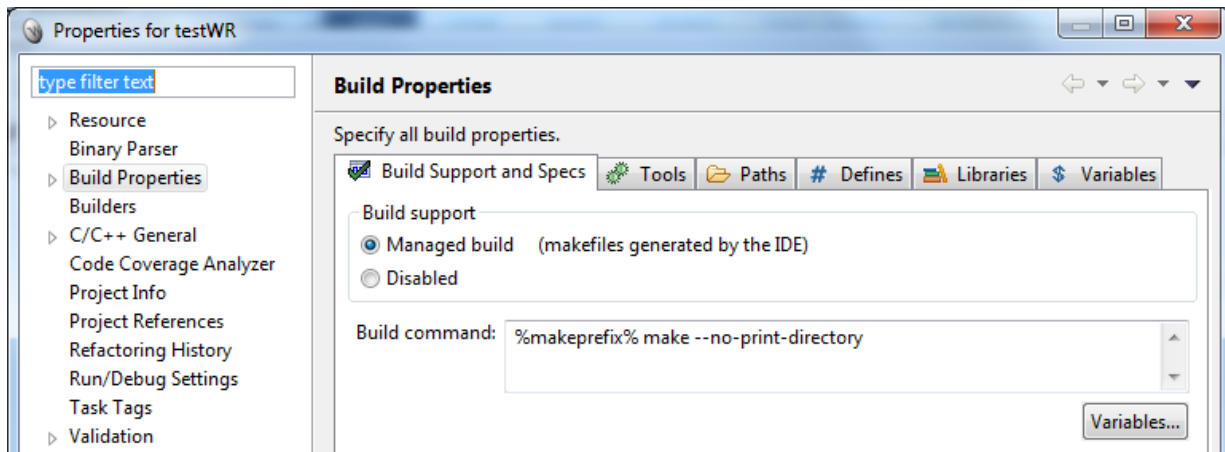 Properties for testWR
type filter text
Resource
Binary Parser
Build Properties
Builders
C/C++ General
Code Coverage Analyzer
Project Info
Project References
Refactoring History
Run/Debug Settings
Task Tags
Validation
Build Properties
Specify all build properties.
Build Support and Specs Tools Paths # Defines Libraries $ Variables
Build support
Managed build (makefiles generated by the IDE)
Disabled
Build command: %makeprefix% make --no-print-directory
Variables...